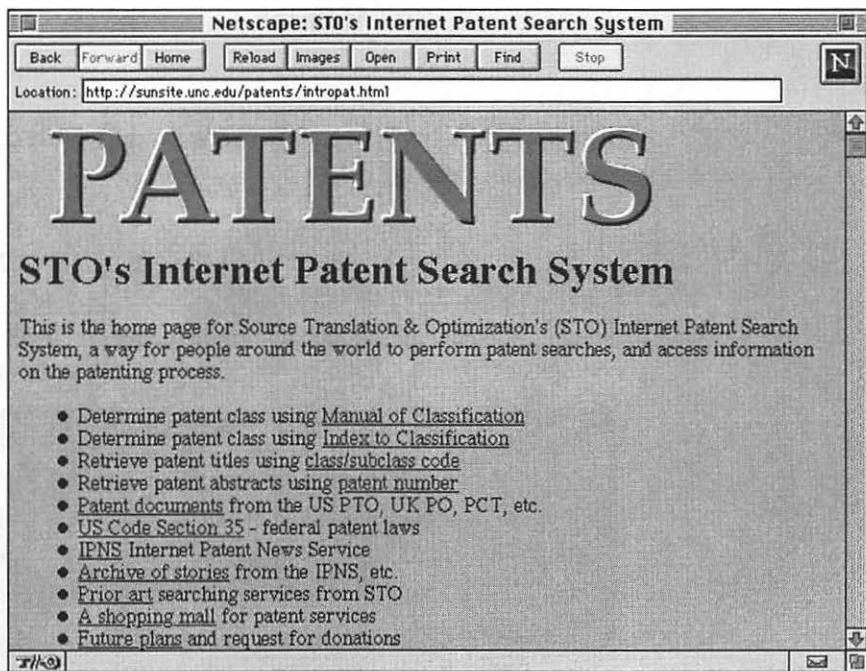 Netscape: STO's Internet Patent Search System
Back Forward Home Reload Images Open Print Find Stop
N
Location: http://sunsite.unc.edu/patents/intropat.html
PATENTS
STO's Internet Patent Search System
This is the home page for Source Translation & Optimization's (STO) Internet Patent Search
System, a way for people around the world to perform patent searches, and access information
on the patenting process.
● Determine patent class using Manual of Classification
● Determine patent class using Index to Classification
● Retrieve patent titles using class/subclass code
● Retrieve patent abstracts using patent number
● Patent documents from the US PTO, UK PO, PCT, etc.
● US Code Section 35 - federal patent laws
● IPNS Internet Patent News Service
● Archive of stories from the IPNS, etc.
● Prior art searching services from STO
● A shopping mall for patent services
● Future plans and request for donations